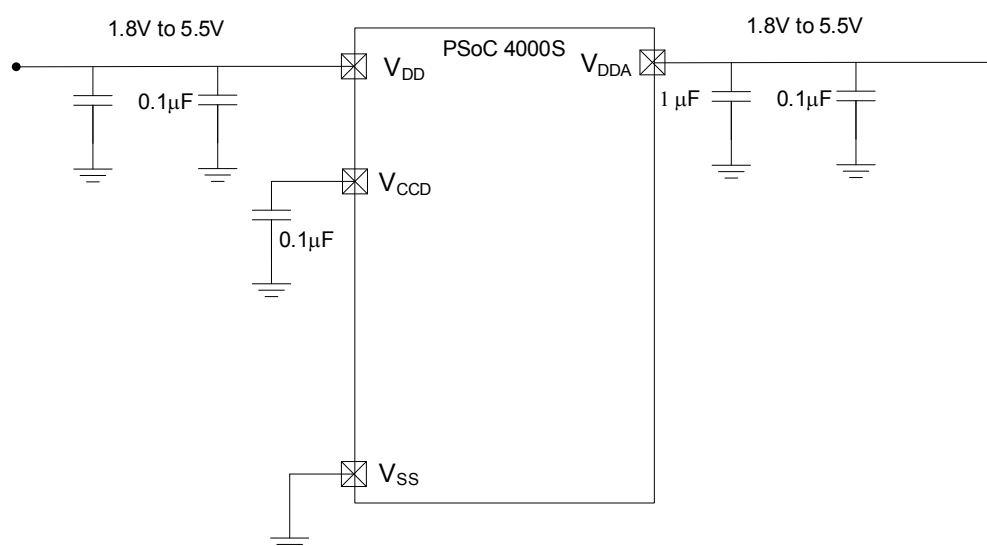 1.8V to 5.5V
1.8V to 5.5V
PSoC 4000S
VDD
VDDA
0.1μF
1 μF
0.1μF
VCCD
0.1μF
VSS